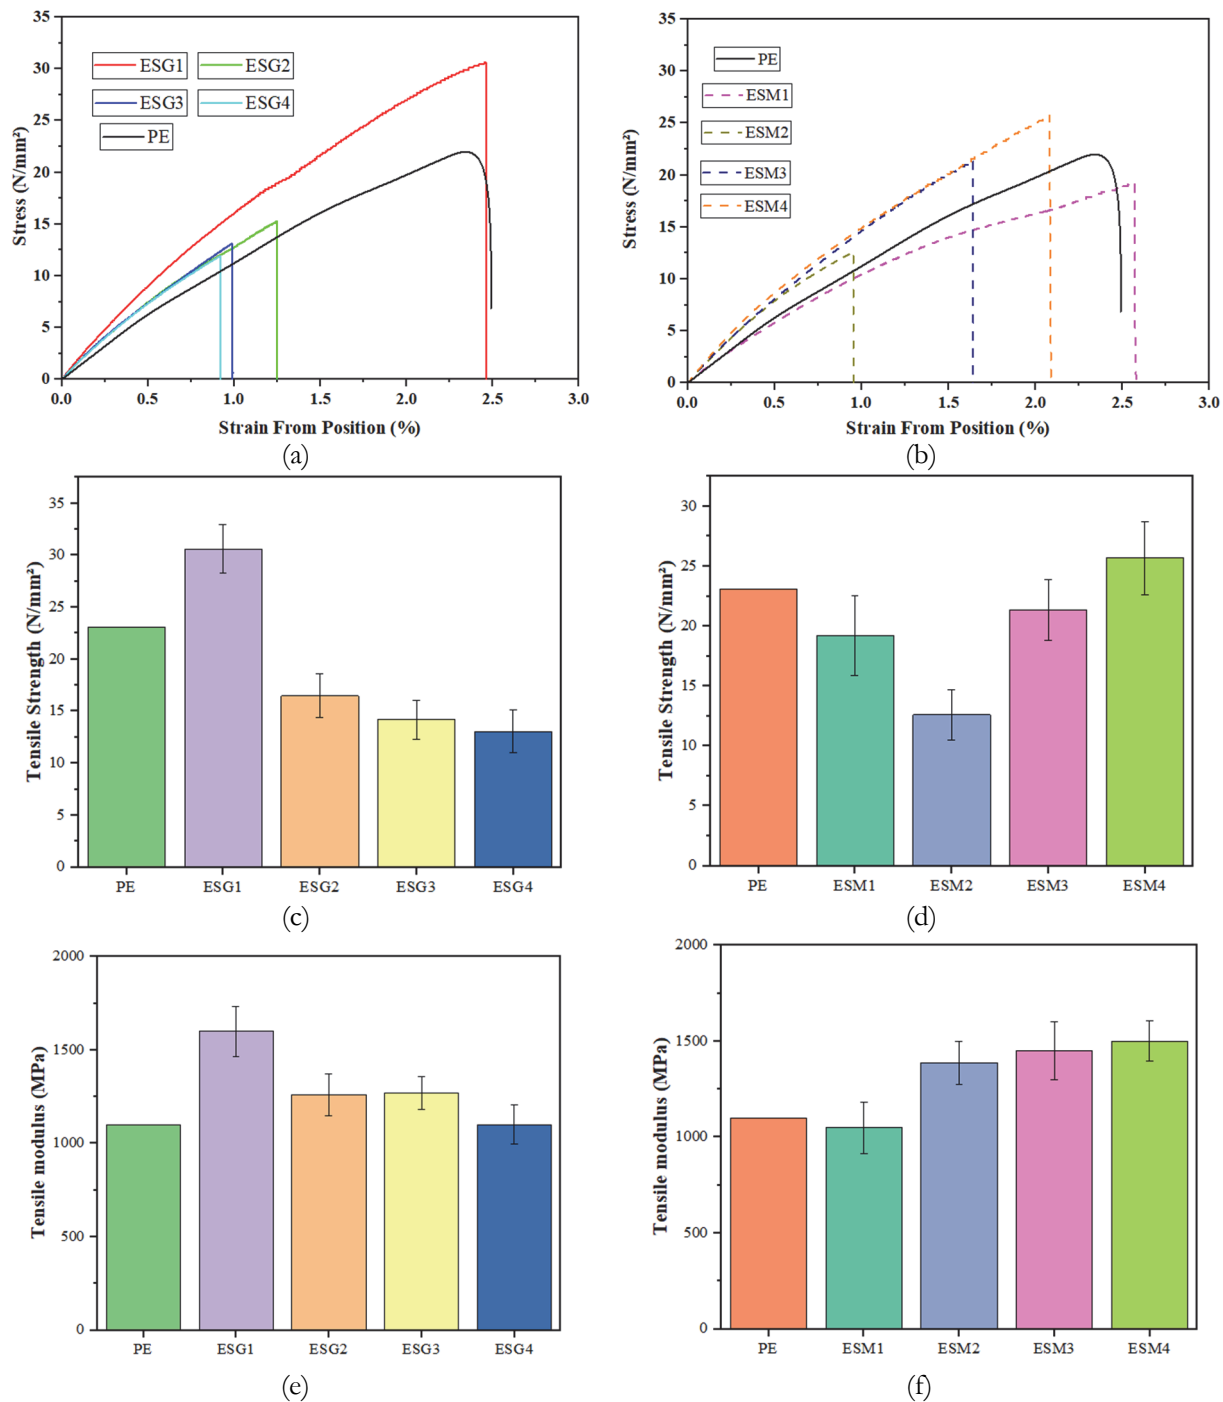 35
30
25
20
15
10
5
0
Stress (N/mm²)
ESG1
ESG2
ESG3
ESG4
PE
0.0 0.5 1.0 1.5 2.0 2.5 3.0
Strain From Position (%)
(a)
35
30
25
20
15
10
5
0
Stress (N/mm²)
PE
ESM1
ESM2
ESM3
ESM4
0.0 0.5 1.0 1.5 2.0 2.5 3.0
Strain From Position (%)
(b)
35
30
25
20
15
10
5
0
Tensile Strength (N/mm²)
PE ESG1 ESG2 ESG3 ESG4
(c)
30
25
20
15
10
5
0
Tensile Strength (N/mm²)
PE ESM1 ESM2 ESM3 ESM4
(d)
2000
1500
1000
500
0
Tensile modulus (MPa)
PE ESG1 ESG2 ESG3 ESG4
(e)
2000
1500
1000
500
0
Tensile modulus (MPa)
PE ESM1 ESM2 ESM3 ESM4
(f)